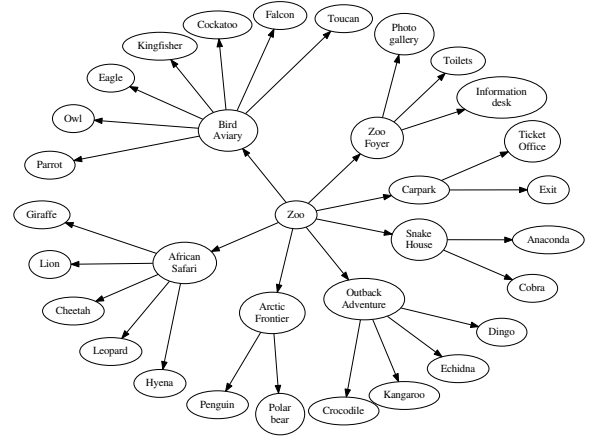 Falcon
Toucan
Cockatoo
Photo
gallery
Kingfisher
Toilets
Eagle
Information
desk
Owl
Bird
Aviary
Zoo
Foyer
Ticket
Office
Parrot
Carpark
Exit
Giraffe
Zoo
Snake
House
Anaconda
African
Safari
Lion
Cobra
Cheetah
Arctic
Frontier
Outback
Adventure
Dingo
Leopard
Echidna
Hyena
Kangaroo
Penguin
Polar
bear
Crocodile